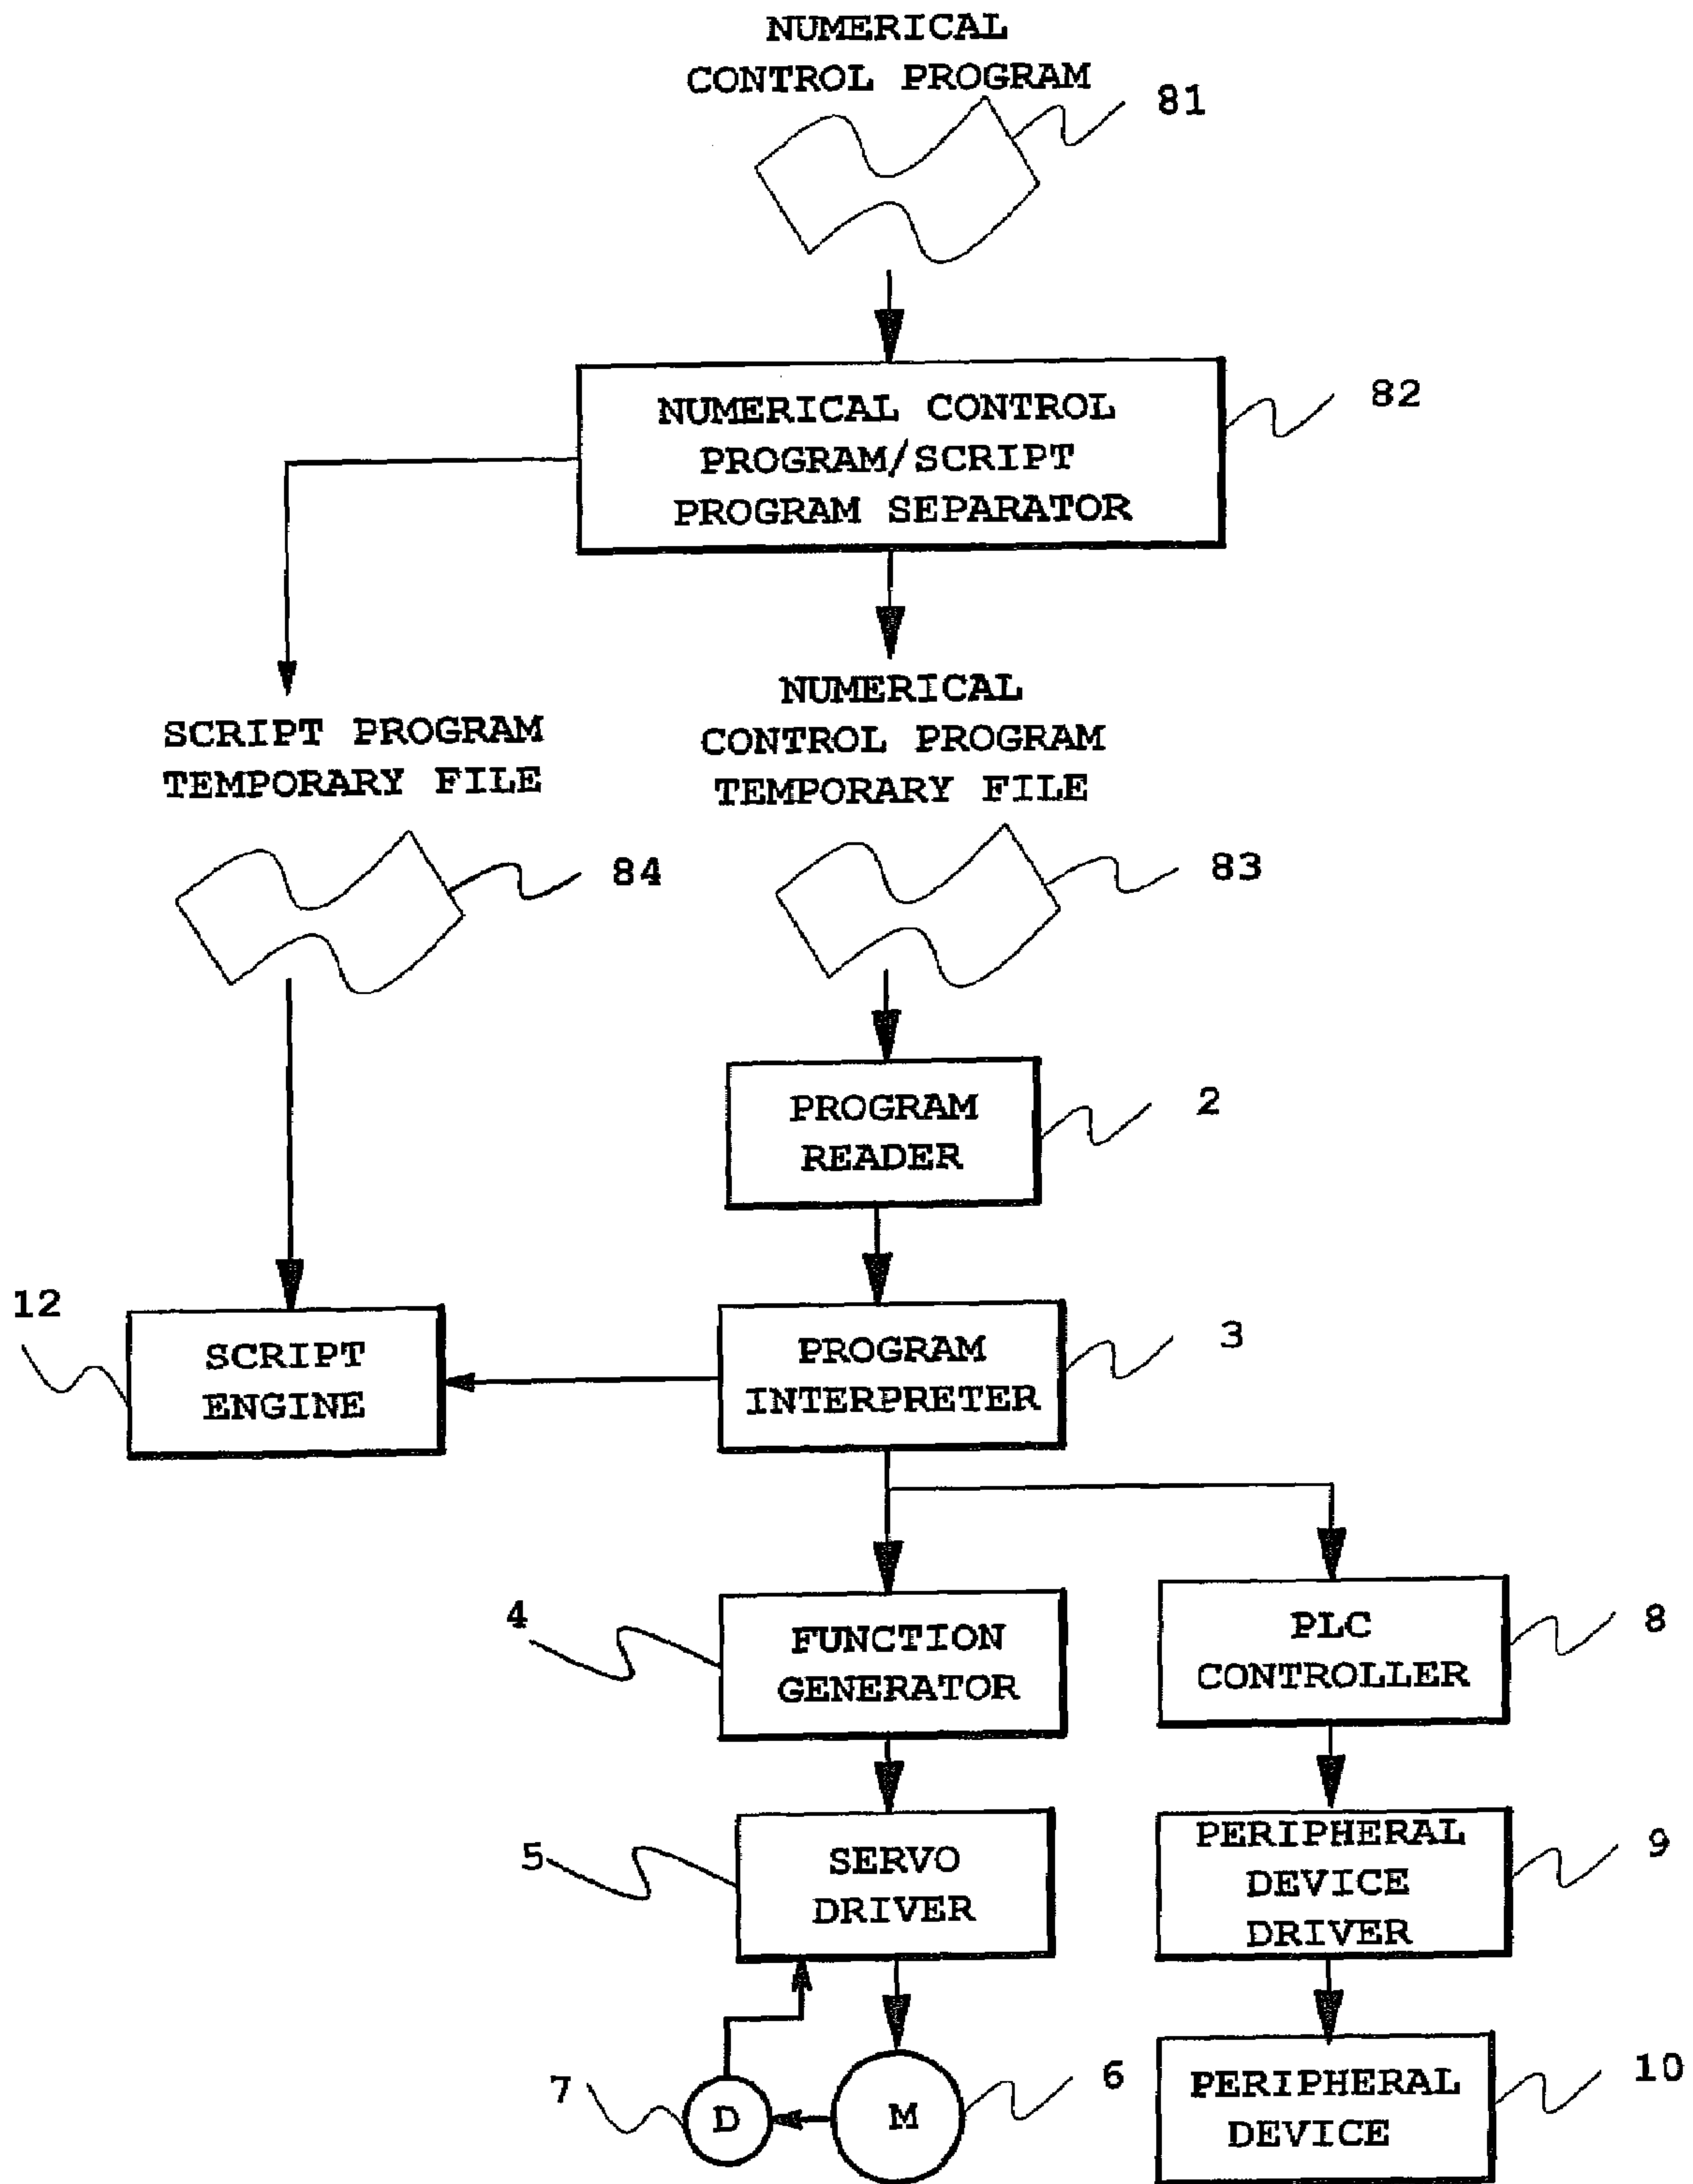 NUMERICAL
CONTROL PROGRAM
81
NUMERICAL CONTROL
PROGRAM/SCRIPT
PROGRAM SEPARATOR
82
SCRIPT PROGRAM
TEMPORARY FILE
NUMERICAL
CONTROL PROGRAM
TEMPORARY FILE
84
83
PROGRAM
READER
2
12
SCRIPT
ENGINE
PROGRAM
INTERPRETER
3
4
FUNCTION
GENERATOR
PLC
CONTROLLER
8
5
SERVO
DRIVER
PERIPHERAL
DEVICE
DRIVER
9
7
D
M
6
PERIPHERAL
DEVICE
10